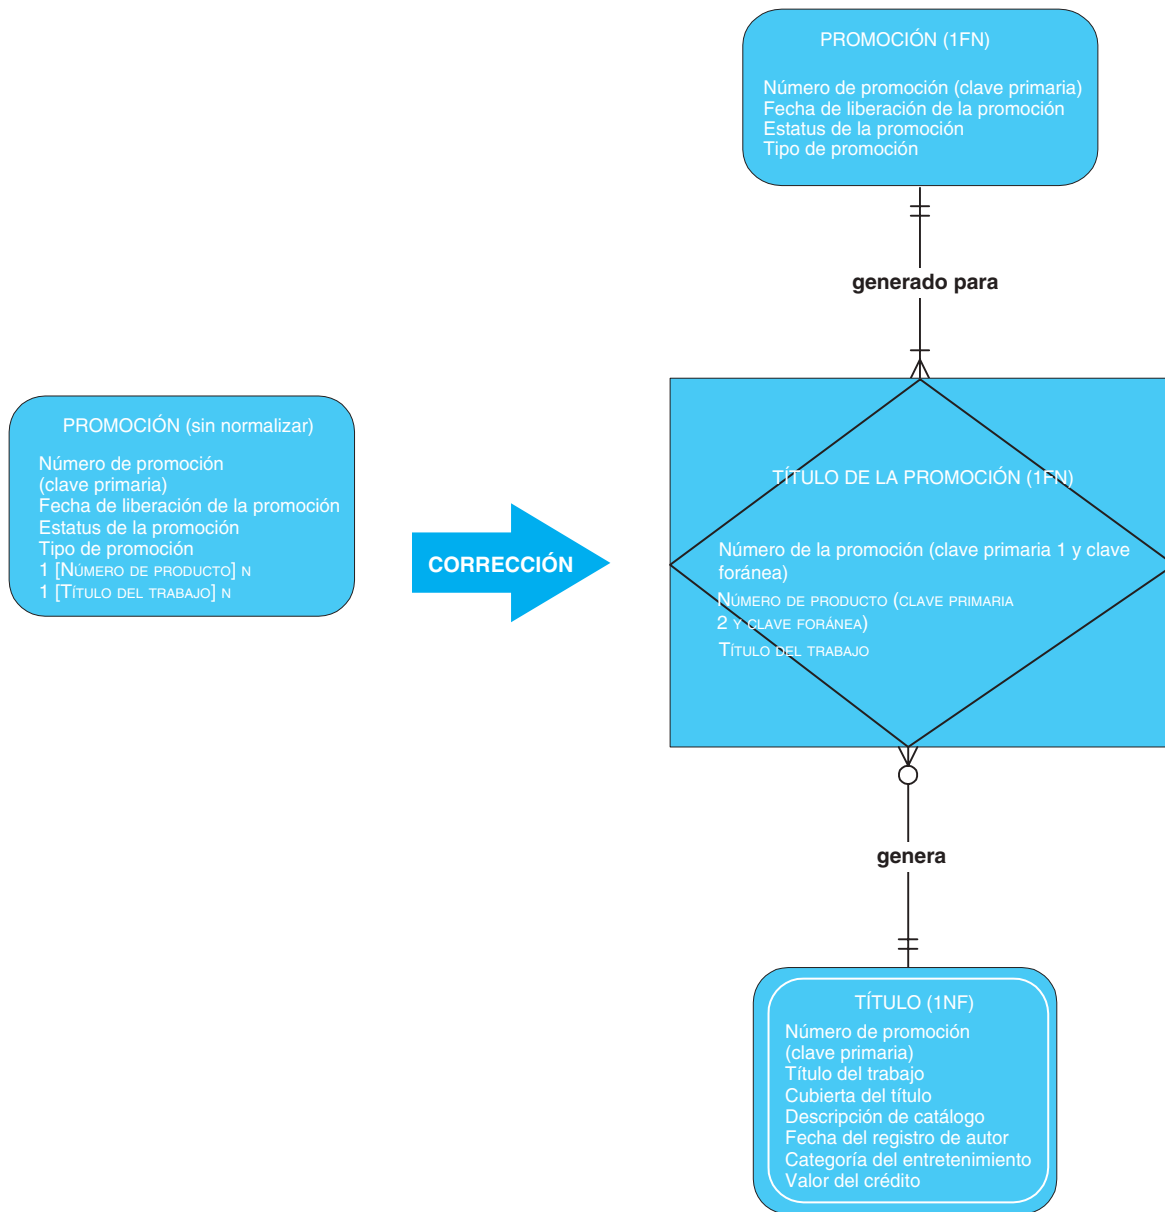 PROMOCIÓN (1FN)
Número de promoción (clave primaria)
Fecha de liberación de la promoción
Estatus de la promoción
Tipo de promoción
generado para
PROMOCIÓN (sin normalizar)
Número de promoción
(clave primaria)
Fecha de liberación de la promoción
Estatus de la promoción
Tipo de promoción
1 [NÚMERO DE PRODUCTO] N
1 [TÍTULO DEL TRABAJO] N
CORRECCIÓN
TÍTULO DE LA PROMOCIÓN (1FN)
Número de la promoción (clave primaria 1 y clave
foránea)
NÚMERO DE PRODUCTO (CLAVE PRIMARIA
2 Y CLAVE FORÁNEA)
TÍTULO DEL TRABAJO
genera
TÍTULO (1NF)
Número de promoción
(clave primaria)
Título del trabajo
Cubierta del título
Descripción de catálogo
Fecha del registro de autor
Categoría del entretenimiento
Valor del crédito